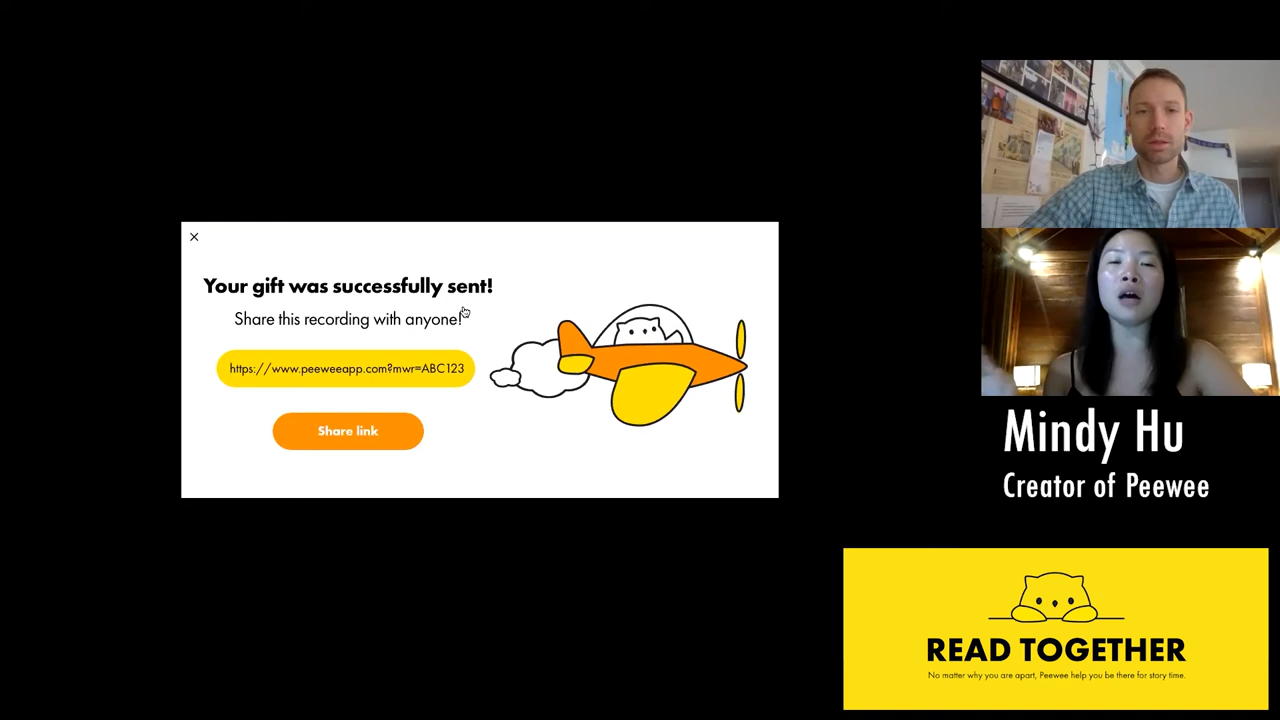 Your gift was successfully sent!
Share this recording with anyone!
https://www.peeweeapp.com?mwr=ABC123
Share link
Mindy Hu
Creator of Peewee
READ TOGETHER
No matter why you are apart, Peewee help you be there for story time.